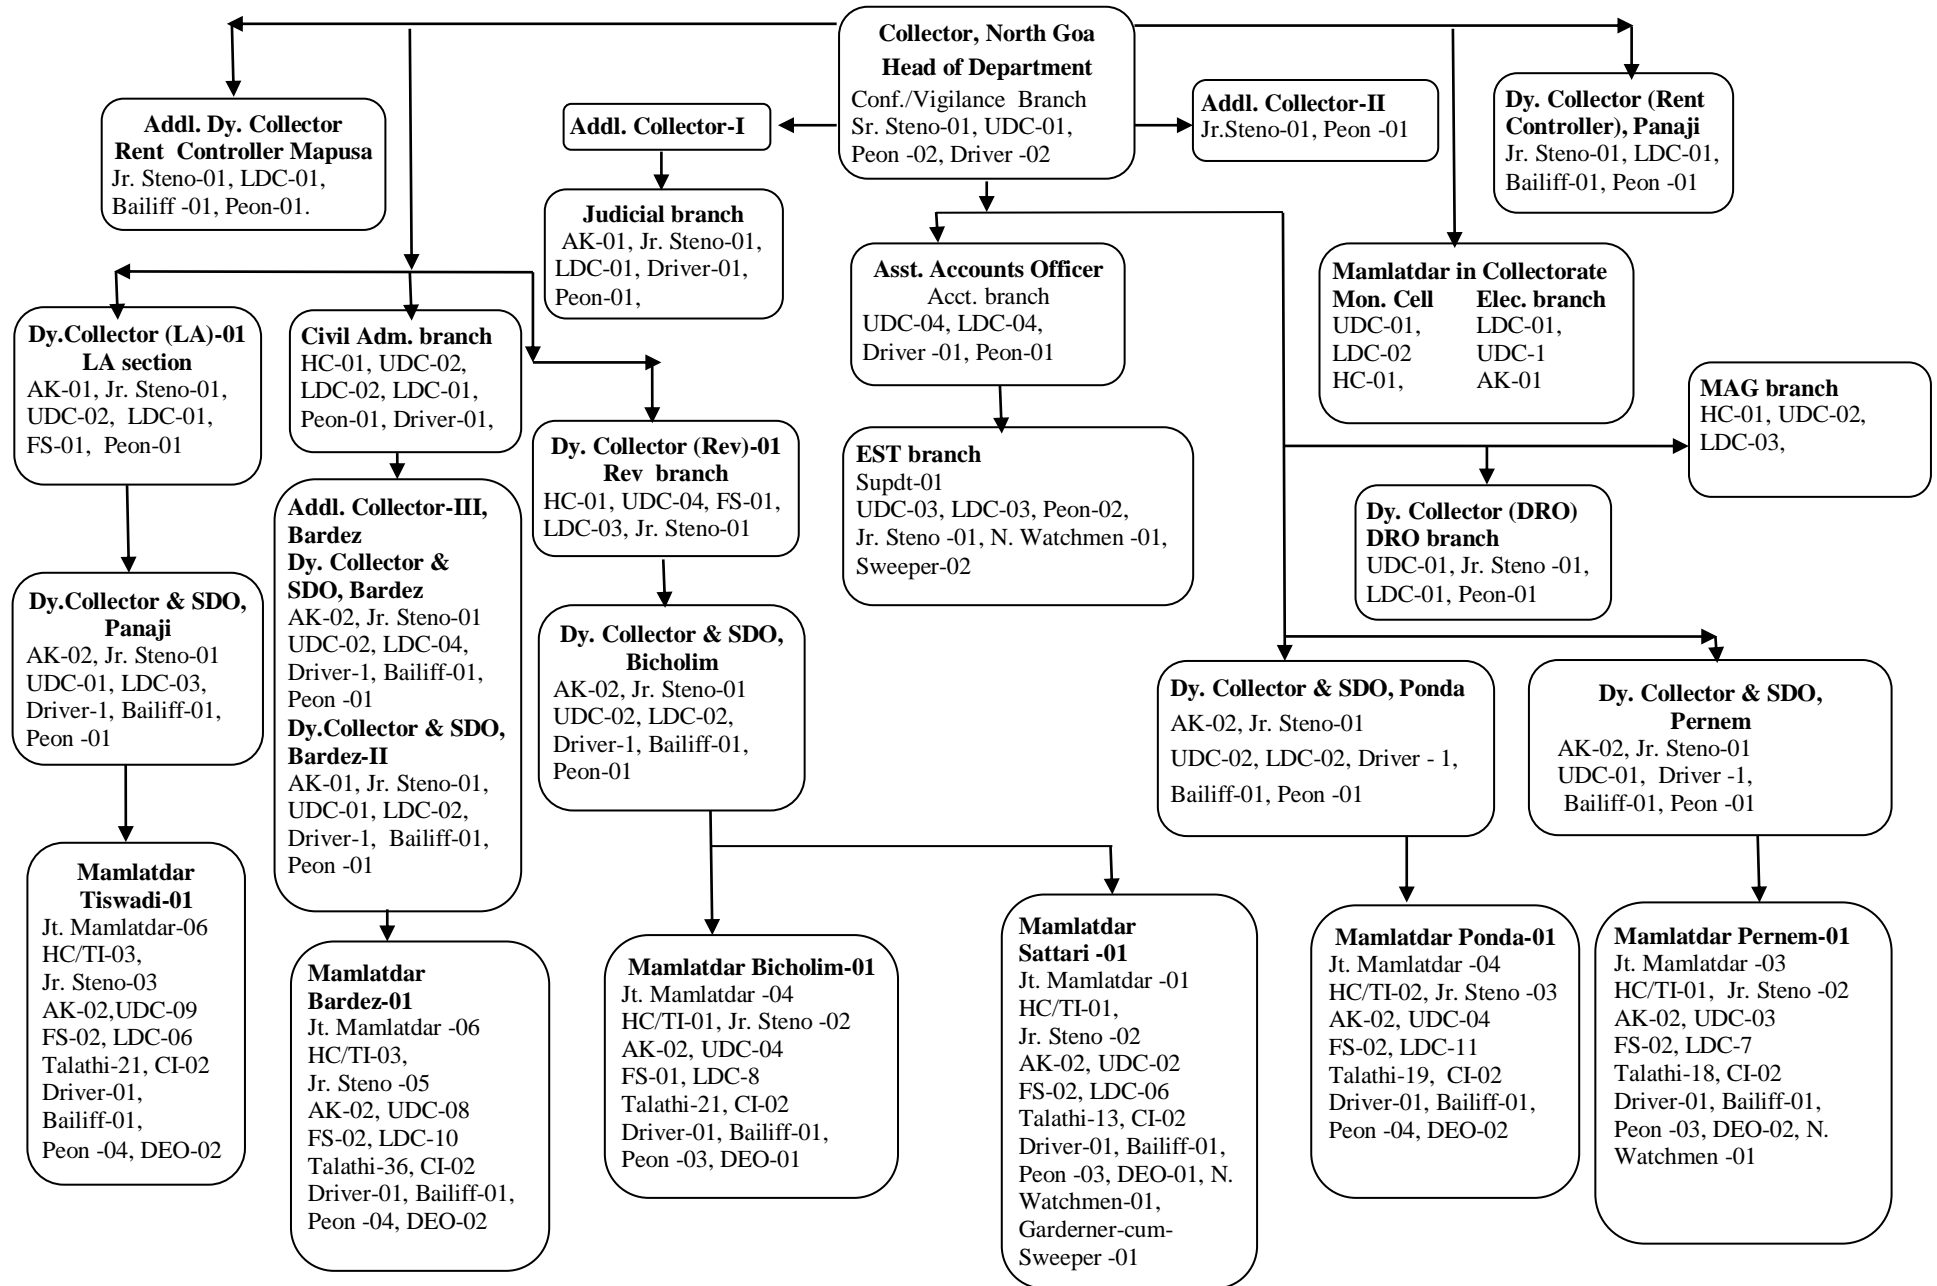 Collector, North Goa
Head of Department
Conf./Vigilance Branch
Sr. Steno-01, UDC-01,
Peon -02, Driver -02
Addl. Dy. Collector
Rent Controller Mapusa
Jr. Steno-01, LDC-01,
Bailiff -01, Peon-01.
Addl. Collector-I
Addl. Collector-II
Jr.Steno-01, Peon -01
Dy. Collector (Rent
Controller), Panaji
Jr. Steno-01, LDC-01,
Bailiff-01, Peon -01
Judicial branch
AK-01, Jr. Steno-01,
LDC-01, Driver-01,
Peon-01,
Asst. Accounts Officer
Acct. branch
UDC-04, LDC-04,
Driver -01, Peon-01
Mamlatdar in Collectorate
Mon. Cell Elec. branch
UDC-01, LDC-01,
LDC-02 UDC-1
HC-01, AK-01
Dy.Collector (LA)-01
LA section
AK-01, Jr. Steno-01,
UDC-02, LDC-01,
FS-01, Peon-01
Civil Adm. branch
HC-01, UDC-02,
LDC-02, LDC-01,
Peon-01, Driver-01,
Dy. Collector (Rev)-01
Rev branch
HC-01, UDC-04, FS-01,
LDC-03, Jr. Steno-01
EST branch
Supdt-01
UDC-03, LDC-03, Peon-02,
Jr. Steno -01, N. Watchmen -01,
Sweeper-02
MAG branch
HC-01, UDC-02,
LDC-03,
Dy. Collector (DRO)
DRO branch
UDC-01, Jr. Steno -01,
LDC-01, Peon-01
Dy.Collector & SDO,
Panaji
AK-02, Jr. Steno-01
UDC-01, LDC-03,
Driver-1, Bailiff-01,
Peon -01
Addl. Collector-III,
Bardez
Dy. Collector &
SDO, Bardez
AK-02, Jr. Steno-01
UDC-02, LDC-04,
Driver-1, Bailiff-01,
Peon -01
Dy.Collector & SDO,
Bardez-II
AK-01, Jr. Steno-01,
UDC-01, LDC-02,
Driver-1, Bailiff-01,
Peon -01
Dy. Collector & SDO,
Bicholim
AK-02, Jr. Steno-01
UDC-02, LDC-02,
Driver-1, Bailiff-01,
Peon-01
Dy. Collector & SDO, Ponda
AK-02, Jr. Steno-01
UDC-02, LDC-02, Driver - 1,
Bailiff-01, Peon -01
Dy. Collector & SDO,
Pernem
AK-02, Jr. Steno-01
UDC-01, Driver -1,
Bailiff-01, Peon -01
Mamlatdar
Tiswadi-01
Jt. Mamlatdar-06
HC/TI-03,
Jr. Steno-03
AK-02,UDC-09
FS-02, LDC-06
Talathi-21, CI-02
Driver-01,
Bailiff-01,
Peon -04, DEO-02
Mamlatdar
Bardez-01
Jt. Mamlatdar -06
HC/TI-03,
Jr. Steno -05
AK-02, UDC-08
FS-02, LDC-10
Talathi-36, CI-02
Driver-01, Bailiff-01,
Peon -04, DEO-02
Mamlatdar Bicholim-01
Jt. Mamlatdar -04
HC/TI-01, Jr. Steno -02
AK-02, UDC-04
FS-01, LDC-8
Talathi-21, CI-02
Driver-01, Bailiff-01,
Peon -03, DEO-01
Mamlatdar
Sattari -01
Jt. Mamlatdar -01
HC/TI-01,
Jr. Steno -02
AK-02, UDC-02
FS-02, LDC-06
Talathi-13, CI-02
Driver-01, Bailiff-01,
Peon -03, DEO-01, N.
Watchmen-01,
Garderner-cum-
Sweeper -01
Mamlatdar Ponda-01
Jt. Mamlatdar -04
HC/TI-02, Jr. Steno -03
AK-02, UDC-04
FS-02, LDC-11
Talathi-19, CI-02
Driver-01, Bailiff-01,
Peon -04, DEO-02
Mamlatdar Pernem-01
Jt. Mamlatdar -03
HC/TI-01, Jr. Steno -02
AK-02, UDC-03
FS-02, LDC-7
Talathi-18, CI-02
Driver-01, Bailiff-01,
Peon -03, DEO-02, N.
Watchmen -01